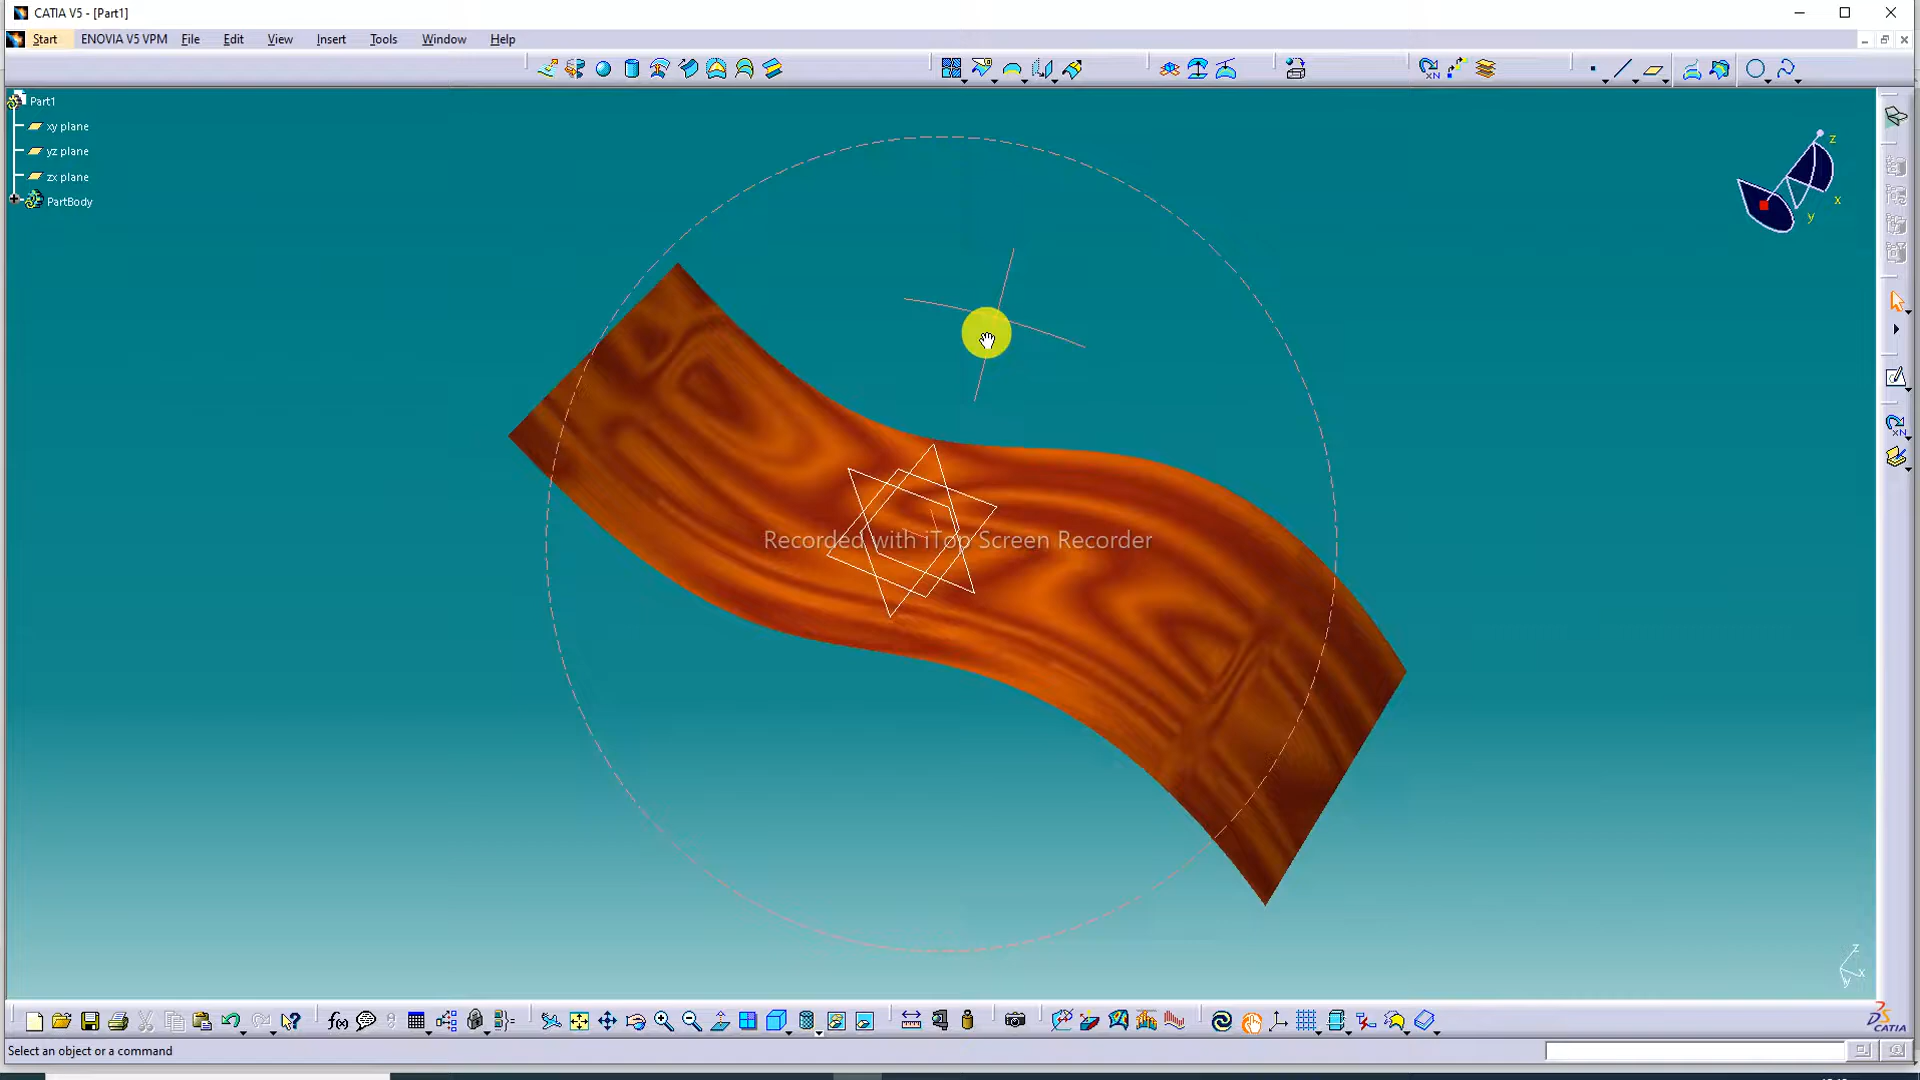 CATIA V5 - [Part1]
Start ENOVIA V5 VPM File Edit View Insert Tools Window Help
Part1
xy plane
yz plane
zx plane
PartBody
z
x
y
Recorded with iTop Screen Recorder
z
x
y
CATIA
Select an object or a command